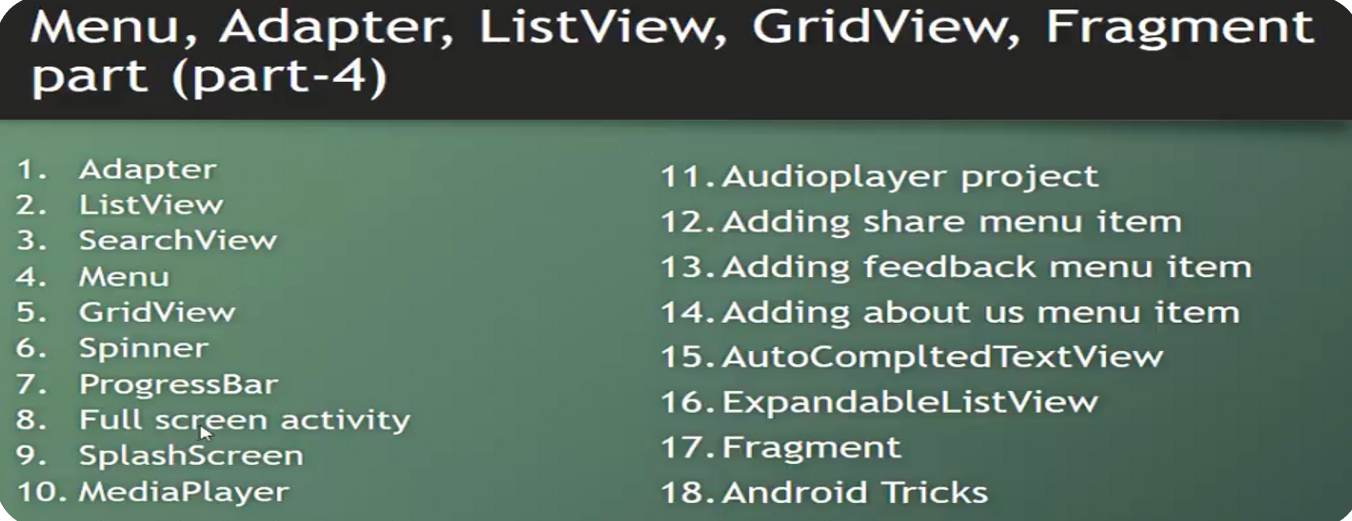 Menu, Adapter, ListView, GridView, Fragment
part (part-4)
1. Adapter
2. ListView
3. SearchView
4. Menu
5. GridView
6. Spinner
7. ProgressBar
8. Full screen activity
9. SplashScreen
10. MediaPlayer
11. Audioplayer project
12. Adding share menu item
13. Adding feedback menu item
14. Adding about us menu item
15. AutoCompltedTextView
16. ExpandableListView
17. Fragment
18. Android Tricks